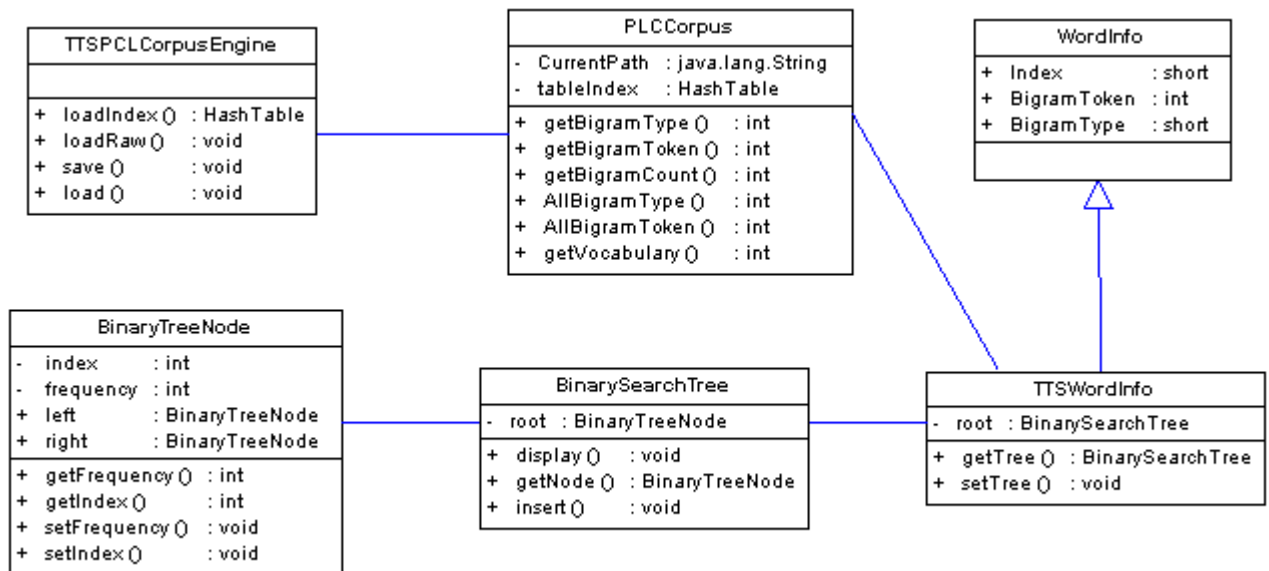 TTSPCLCorpusEngine
+ loadIndex () : HashTable
+ loadRaw () : void
+ save () : void
+ load () : void
PLCCorpus
- CurrentPath : java.lang.String
- tableIndex : HashTable
+ getBigramType () : int
+ getBigramToken () : int
+ getBigramCount () : int
+ AllBigramType () : int
+ AllBigramToken () : int
+ getVocabulary () : int
WordInfo
+ Index : short
+ BigramToken : int
+ BigramType : short
BinaryTreeNode
- index : int
- frequency : int
+ left : BinaryTreeNode
+ right : BinaryTreeNode
+ getFrequency () : int
+ getIndex () : int
+ setFrequency () : void
+ setIndex () : void
BinarySearchTree
- root : BinaryTreeNode
+ display () : void
+ getNode () : BinaryTreeNode
+ insert () : void
TTSWordInfo
- root : BinarySearchTree
+ getTree () : BinarySearchTree
+ setTree () : void